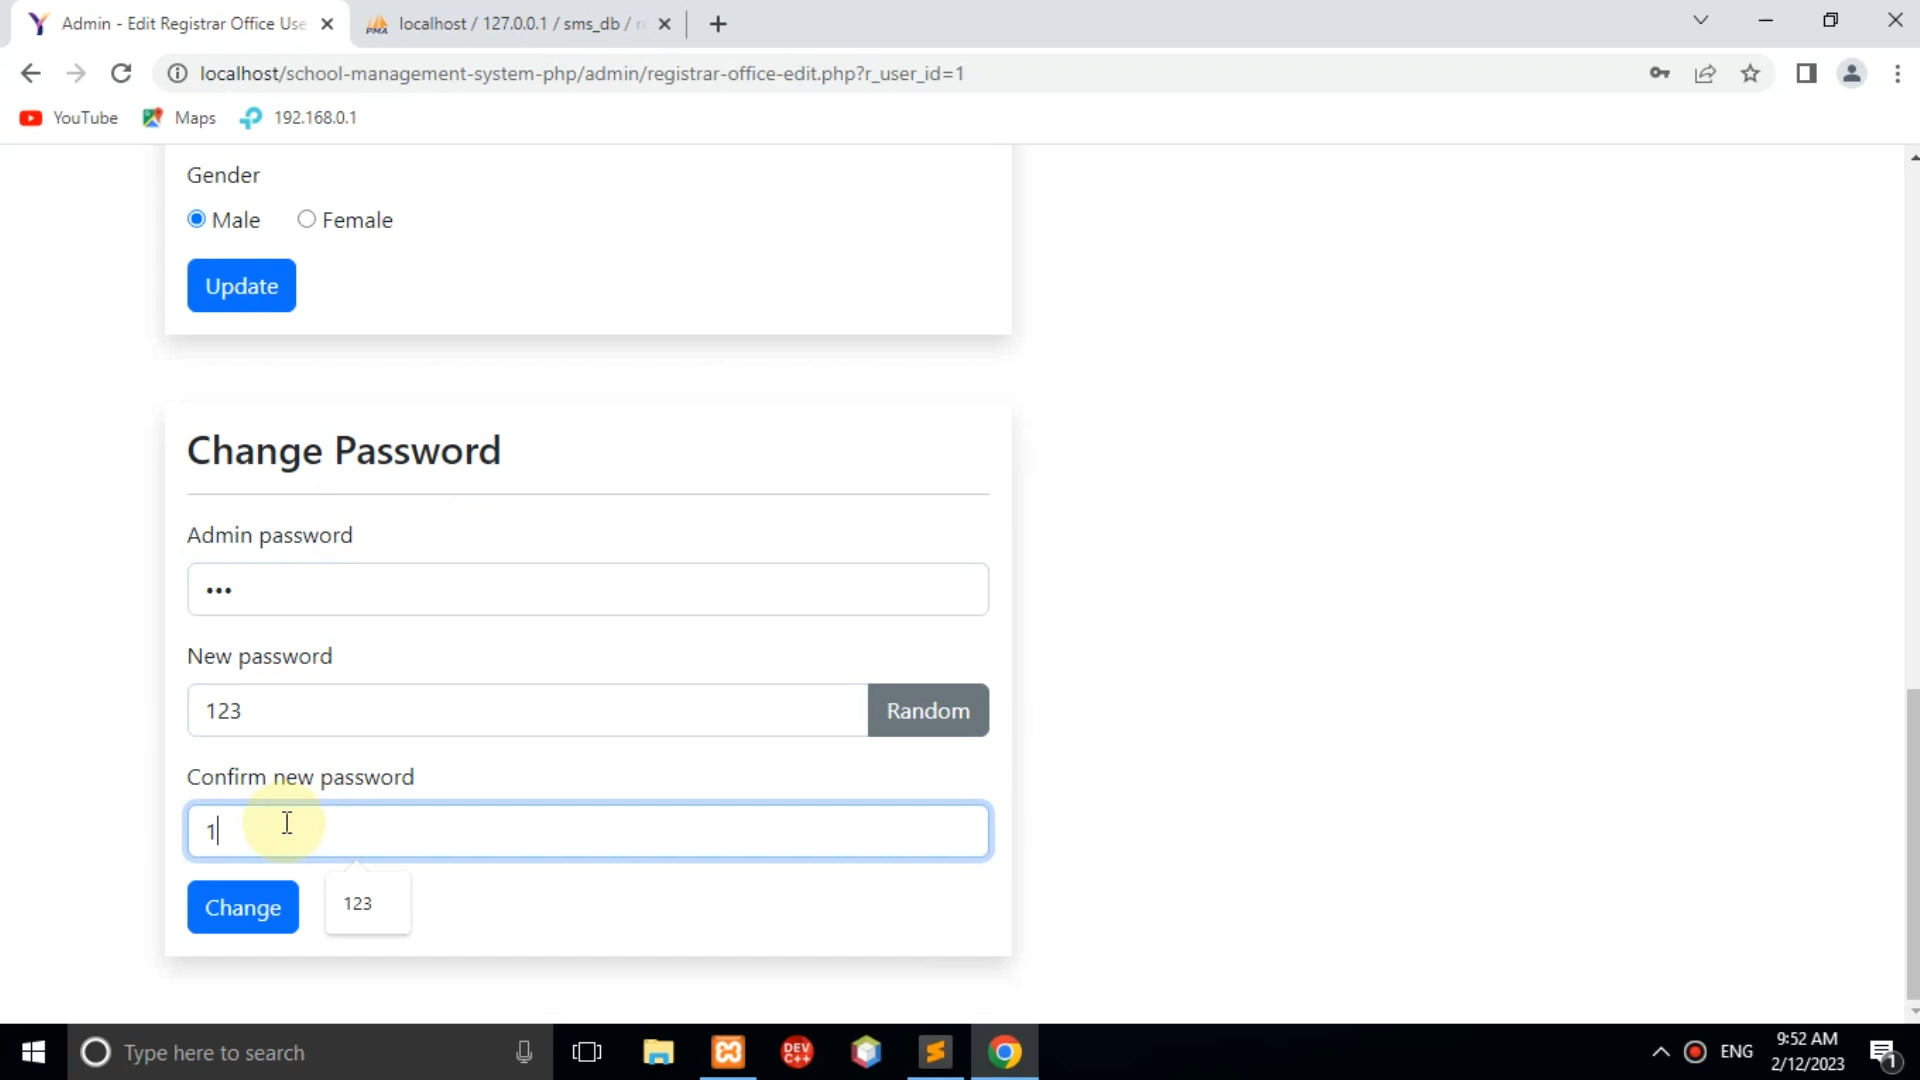 Admin - Edit Registrar Office Use
localhost / 127.0.0.1 / sms_db / r
localhost/school-management-system-php/admin/registrar-office-edit.php?r_user_id=1
YouTube
Maps
192.168.0.1
Gender
Male
Female
Update
Change Password
Admin password
•••
New password
123
Random
Confirm new password
1
Change
123
Type here to search
DEV
C++
ENG
9:52 AM
2/12/2023
1